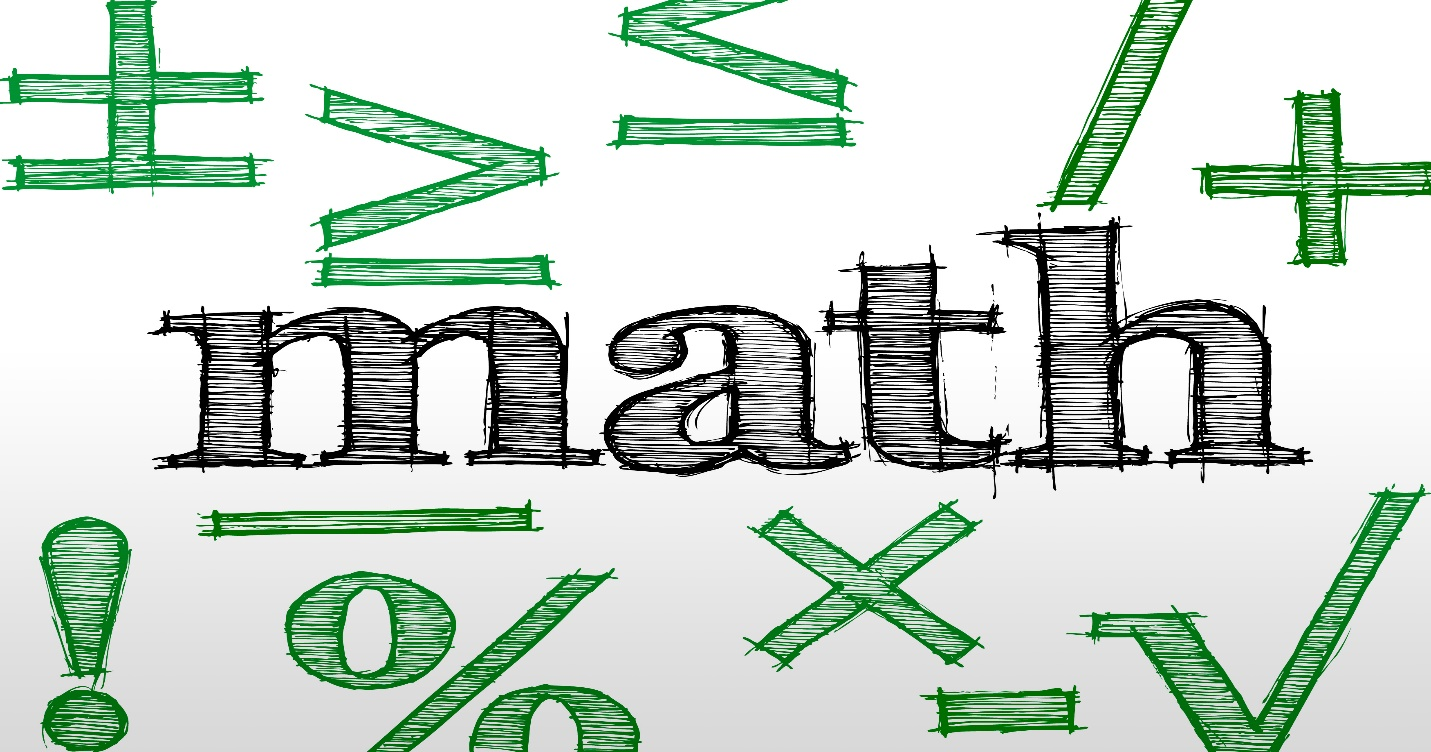 ± ≥ ≤ / +
math
! — % × - √